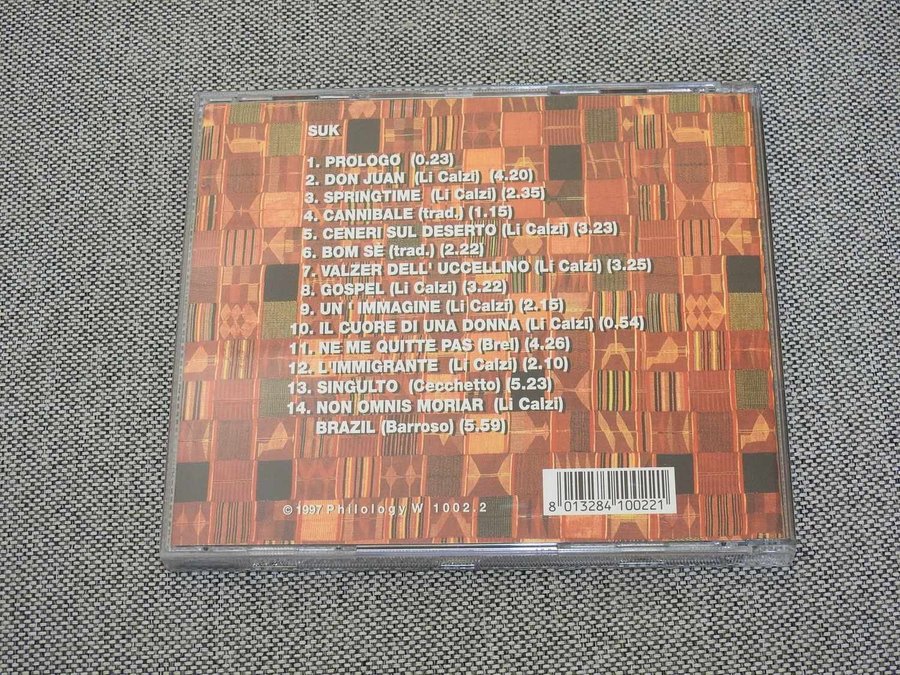 SUK
1. PROLOGO (0.23)
2. DON JUAN (Li Calzi) (4.20)
3. SPRINGTIME (Li Calzi) (2.35)
4. CANNIBALE (trad.) (1.15)
5. CENERI SUL DESERTO (Li Calzi) (3.23)
6. BOM SÈ (trad.) (2.22)
7. VALZER DELL' UCCELLINO (Li Calzi) (3.25)
8. GOSPEL (Li Calzi) (3.22)
9. UN ' IMMAGINE (Li Calzi) (2.15)
10. IL CUORE DI UNA DONNA (Li Calzi) (0.54)
11. NE ME QUITTE PAS (Brel) (4.26)
12. L'IMMIGRANTE (Li Calzi) (2.10)
13. SINGULTO (Cecchetto) (5.23)
14. NON OMNIS MORIAR (Li Calzi)
BRAZIL (Barroso) (5.59)
8 013284 100221
© 1997 Philology W 1002.2